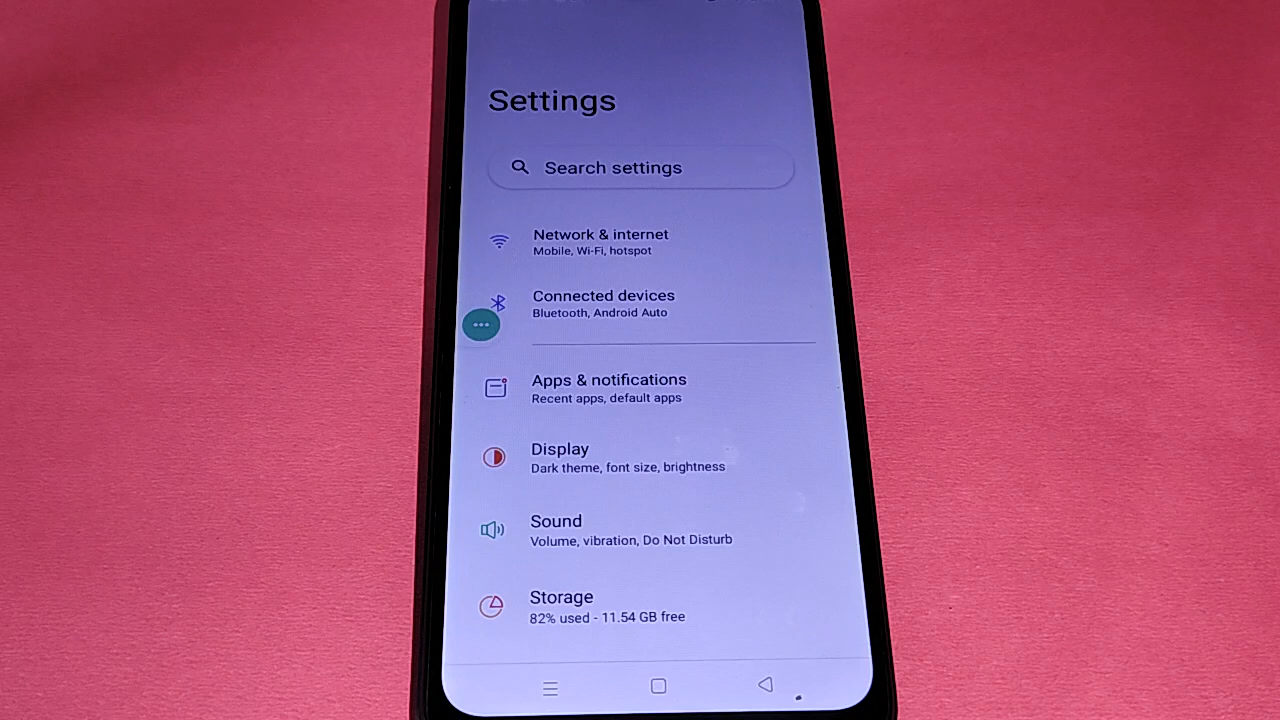 Settings
Search settings
Network & internet
Mobile, Wi-Fi, hotspot
Connected devices
Bluetooth, Android Auto
Apps & notifications
Recent apps, default apps
Display
Dark theme, font size, brightness
Sound
Volume, vibration, Do Not Disturb
Storage
82% used - 11.54 GB free